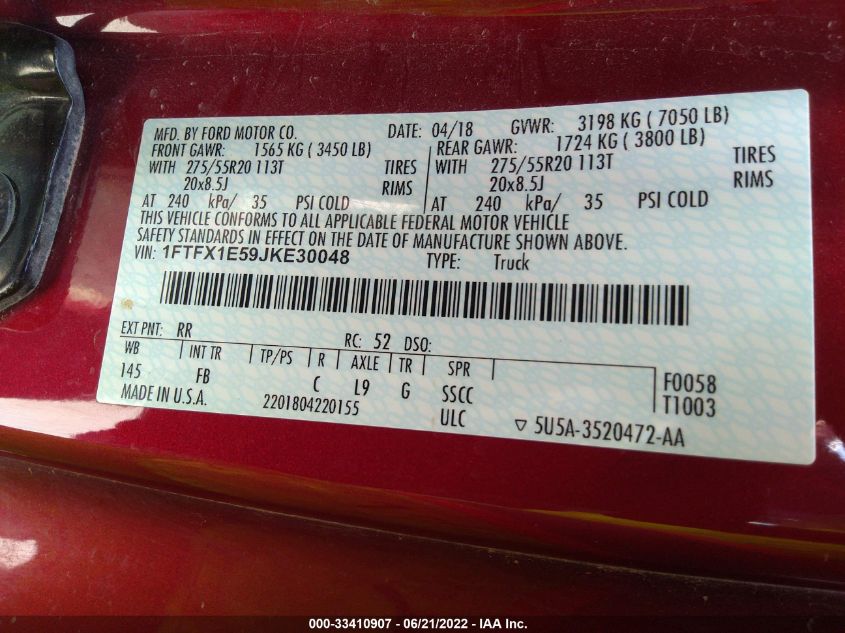 MFD. BY FORD MOTOR CO. DATE: 04/18 GVWR: 3198 KG ( 7050 LB)
FRONT GAWR: 1565 KG ( 3450 LB) REAR GAWR: 1724 KG ( 3800 LB)
WITH 275/55R20 113T TIRES WITH 275/55R20 113T TIRES
20x8.5J RIMS 20x8.5J RIMS
AT 240 kPa/ 35 PSI COLD AT 240 kPa/ 35 PSI COLD
THIS VEHICLE CONFORMS TO ALL APPLICABLE FEDERAL MOTOR VEHICLE
SAFETY STANDARDS IN EFFECT ON THE DATE OF MANUFACTURE SHOWN ABOVE.
VIN: 1FTFX1E59JKE30048 TYPE: Truck
EXT PNT: RR RC: 52 DSO:
WB INT TR TP/PS R AXLE TR SPR
145 FB C L9 G SSCC F0058
ULC T1003
MADE IN U.S.A. 2201804220155 ▽ 5U5A-3520472-AA
000-33410907 - 06/21/2022 - IAA Inc.